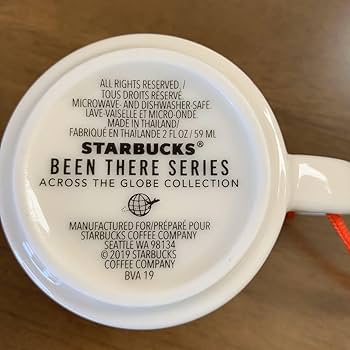 ALL RIGHTS RESERVED./
TOUS DROITS RÉSERVÉ.
MICROWAVE- AND DISHWASHER-SAFE.
LAVE-VAISELLE ET MICRO-ONDE.
MADE IN THAILAND/
FABRIQUÉ EN THAILANDE 2 FL OZ / 59 ML
STARBUCKS®
BEEN THERE SERIES
ACROSS THE GLOBE COLLECTION
MANUFACTURED FOR/PRÉPARÉ POUR
STARBUCKS COFFEE COMPANY
SEATTLE WA 98134
© 2019 STARBUCKS
COFFEE COMPANY
BVA 19